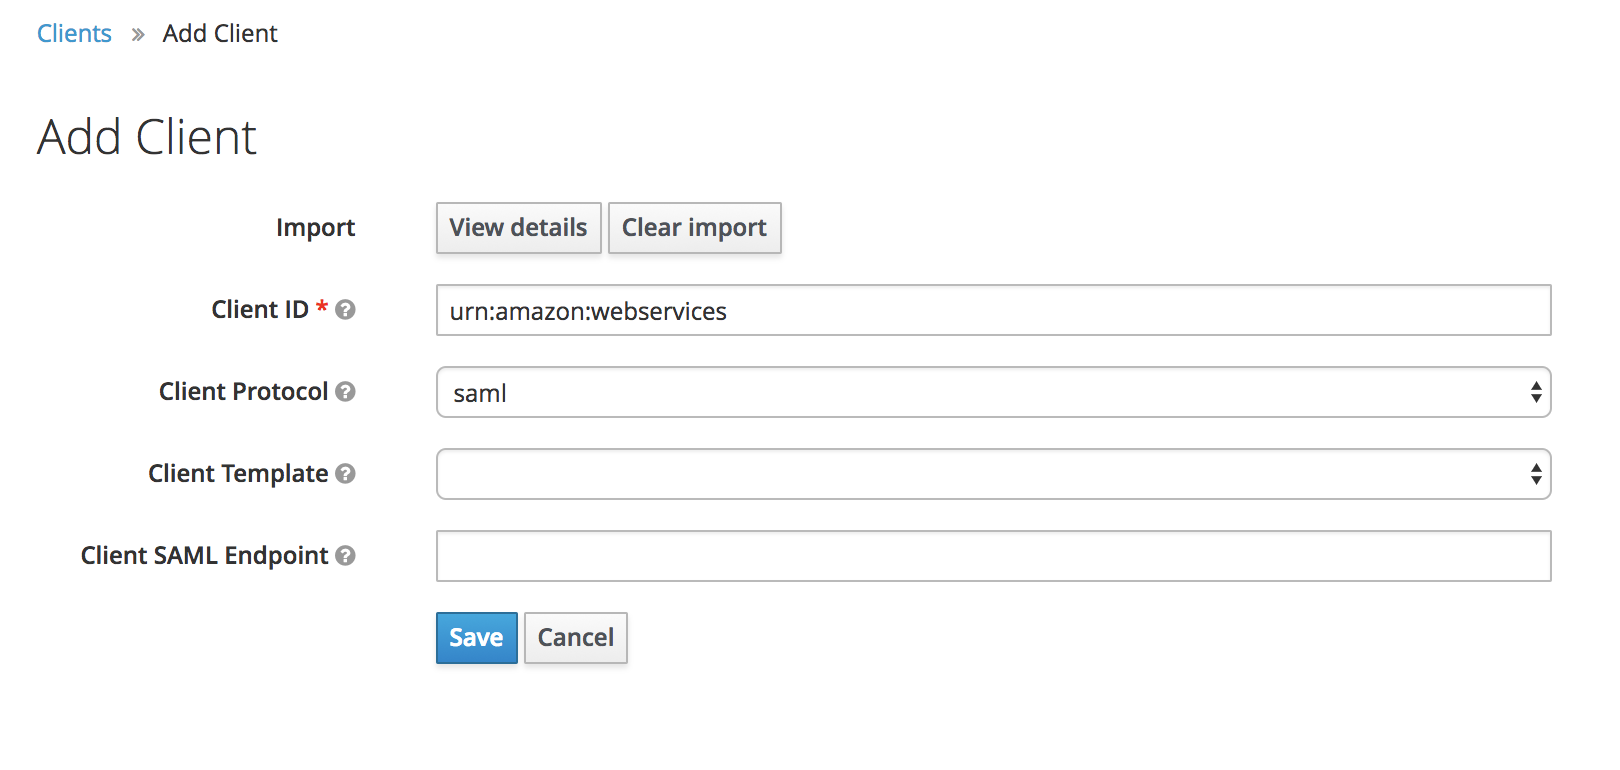 Clients » Add Client
Add Client
Import View details Clear import
Client ID * ? urn:amazon:webservices
Client Protocol ? saml
Client Template ?
Client SAML Endpoint ?
Save Cancel